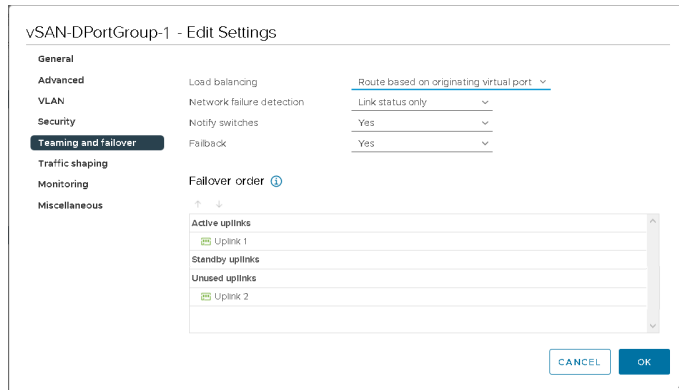 vSAN-DPortGroup-1 - Edit Settings
General
Advanced
VLAN
Security
Teaming and failover
Traffic shaping
Monitoring
Miscellaneous
Load balancing Route based on originating virtual port
Network failure detection Link status only
Notify switches Yes
Failback Yes
Failover order
Active uplinks
Uplink 1
Standby uplinks
Unused uplinks
Uplink 2
CANCEL OK